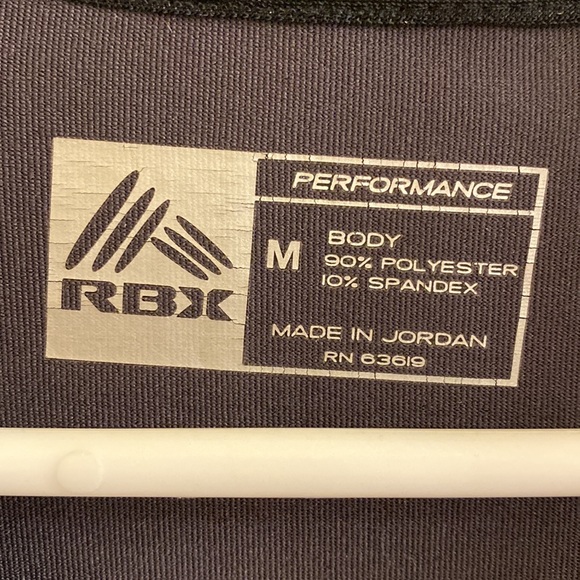 RBX
PERFORMANCE
M
BODY
90% POLYESTER
10% SPANDEX
MADE IN JORDAN
RN 63619